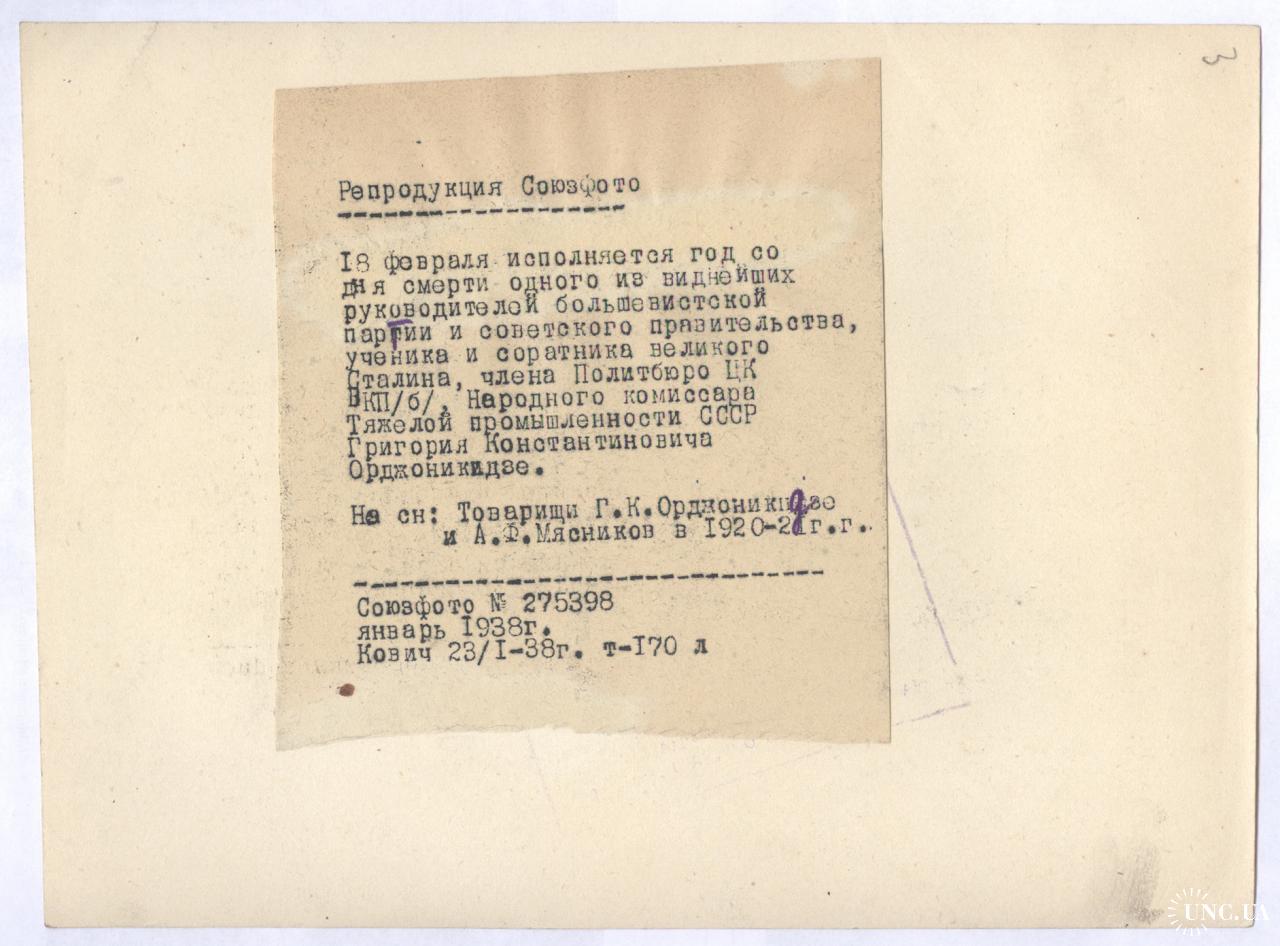 3
Репродукция Союзфото
18 февраля исполняется год со
дня смерти одного из виднейших
руководителей большевистской
партии и советского правительства,
ученика и соратника великого
Сталина, члена Политбюро ЦК
ВКП/б/, Народного комиссара
Тяжелой промышленности СССР
Григория Константиновича
Орджоникидзе.
На сн: Товарищи Г.К.Орджоникидзе
и А.Ф.Мясников в 1920-21г.г.
Союзфото № 275398
январь 1938г.
Кович 23/I-38г. т-170 л
UNC.UA